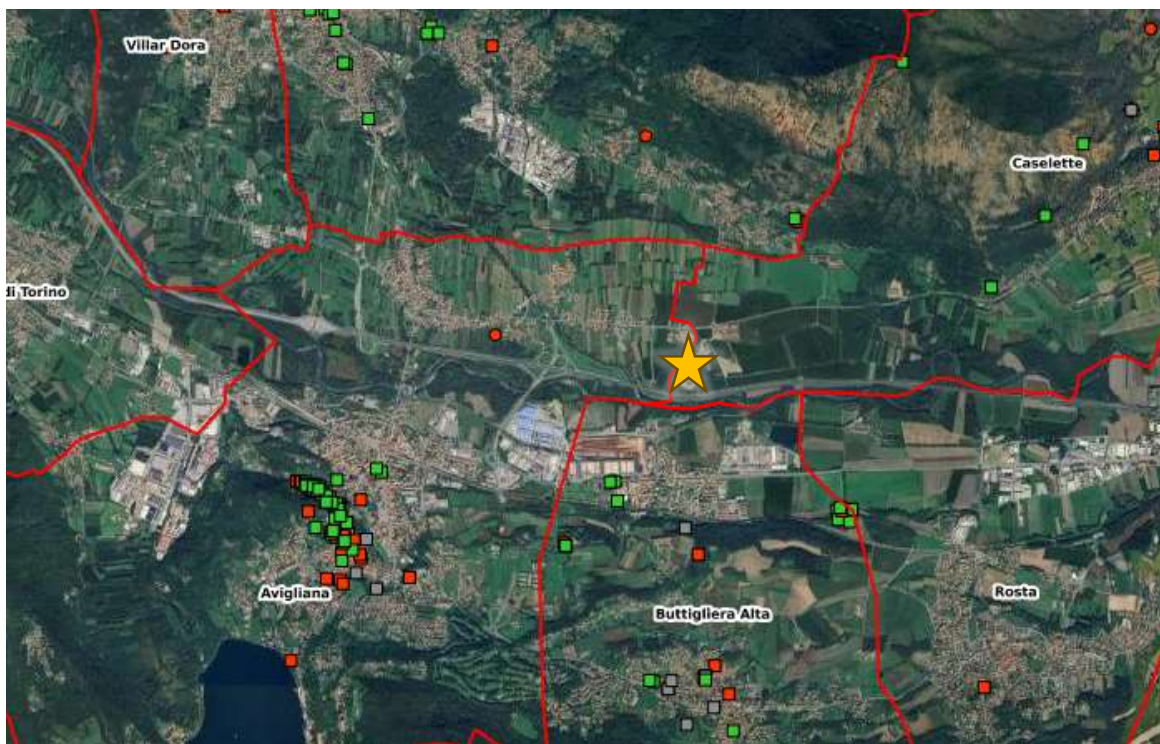 Villar Dora
Caselette
di Torino
Avigliana
Buttigliera Alta
Rosta